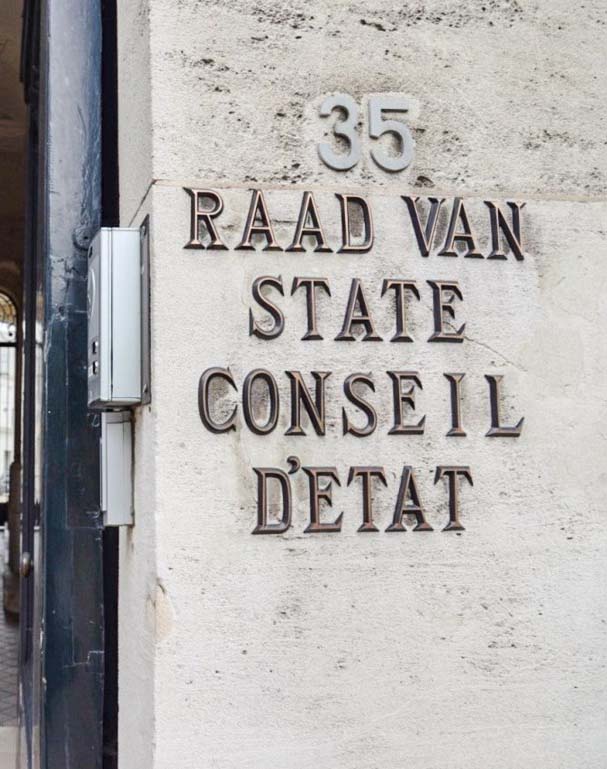 35
RAAD VAN
STATE
CONSEIL
D'ETAT